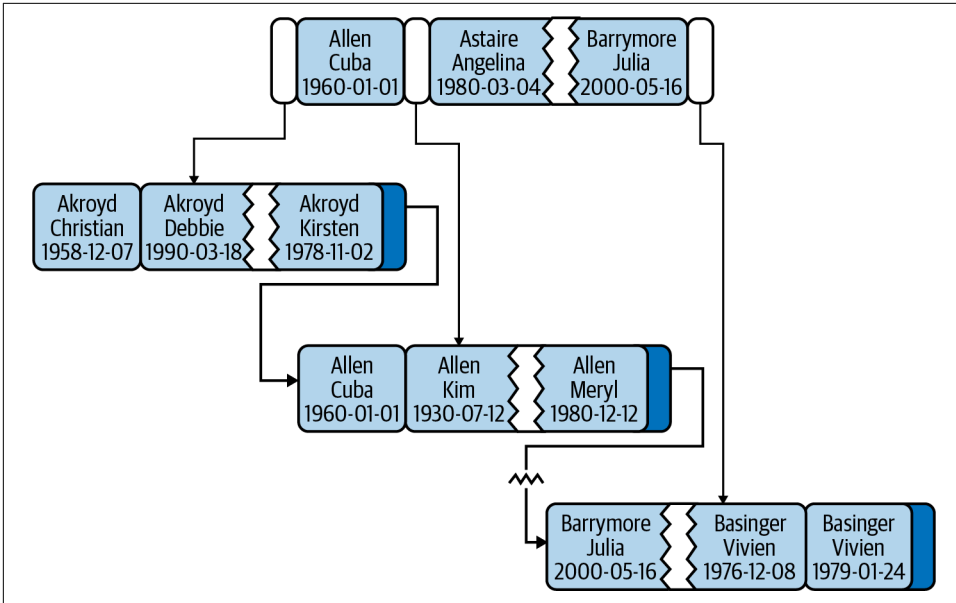 Allen
Cuba
1960-01-01
Astaire
Angelina
1980-03-04
Barrymore
Julia
2000-05-16
Akroyd
Christian
1958-12-07
Akroyd
Debbie
1990-03-18
Akroyd
Kirsten
1978-11-02
Allen
Cuba
1960-01-01
Allen
Kim
1930-07-12
Allen
Meryl
1980-12-12
Barrymore
Julia
2000-05-16
Basinger
Vivien
1976-12-08
Basinger
Vivien
1979-01-24